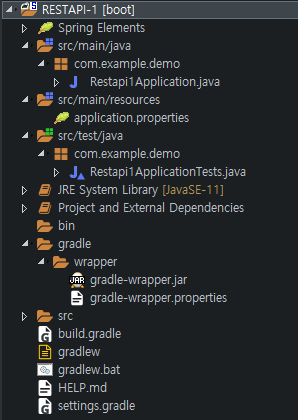 RESTAPI-1 [boot]
Spring Elements
src/main/java
com.example.demo
Restapi1Application.java
src/main/resources
application.properties
src/test/java
com.example.demo
Restapi1ApplicationTests.java
JRE System Library [JavaSE-11]
Project and External Dependencies
bin
gradle
wrapper
gradle-wrapper.jar
gradle-wrapper.properties
src
build.gradle
gradlew
gradlew.bat
HELP.md
settings.gradle